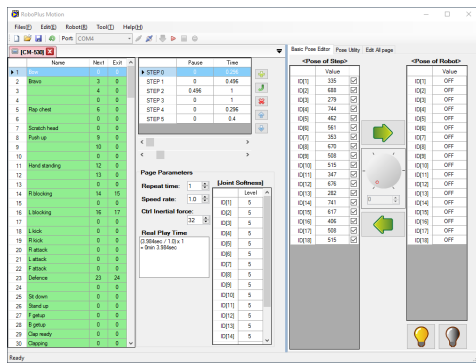 RoboPlus Motion
Files(F) Edit(E) Robot(R) Tool(T) Help(H)
Port: COM4
[CM-530]
Name Next Exit
1 Bow 0 0
2 Bravo 3 0
3 4 0
4 0 0
5 Rap chest 6 0
6 0 0
7 Scratch head 0 0
8 Push up 9 0
9 10 0
10 0 0
11 Hand standing 12 0
12 13 0
13 0 0
14 R blocking 14 15
15 0 0
16 L blocking 16 17
17 0 0
18 L kick 0 0
19 R kick 0 0
20 R attack 0 0
21 L attack 0 0
22 F attack 0 0
23 Defence 23 24
24 0 0
25 Sit down 0 0
26 Stand up 0 0
27 F getup 0 0
28 B getup 0 0
29 Clap ready 0 0
30 Clapping 0 0
Pause Time
STEP 0 0 0.296
STEP 1 0 0.496
STEP 2 0.496 1
STEP 3 0 1
STEP 4 0 0.296
STEP 5 0 0.4
Page Parameters
Repeat time: 1
Speed rate: 1.0
Ctrl Inertial force:
32
Real Play Time
(3.984sec / 1.0) x 1
= 0min 3.984sec
[Joint Softness]
Level
ID[1] 5
ID[2] 5
ID[3] 5
ID[4] 5
ID[5] 5
ID[6] 5
ID[7] 5
ID[8] 5
ID[9] 5
ID[10] 5
ID[11] 5
ID[12] 5
ID[13] 5
ID[14] 5
Basic Pose Editor Pose Utility Edit All page
<Pose of Step>
Value
ID[1] 335
ID[2] 688
ID[3] 279
ID[4] 744
ID[5] 462
ID[6] 561
ID[7] 353
ID[8] 670
ID[9] 508
ID[10] 515
ID[11] 347
ID[12] 676
ID[13] 282
ID[14] 741
ID[15] 617
ID[16] 406
ID[17] 508
ID[18] 515
0
<Pose of Robot>
Value
ID[1] OFF
ID[2] OFF
ID[3] OFF
ID[4] OFF
ID[5] OFF
ID[6] OFF
ID[7] OFF
ID[8] OFF
ID[9] OFF
ID[10] OFF
ID[11] OFF
ID[12] OFF
ID[13] OFF
ID[14] OFF
ID[15] OFF
ID[16] OFF
ID[17] OFF
ID[18] OFF
Ready